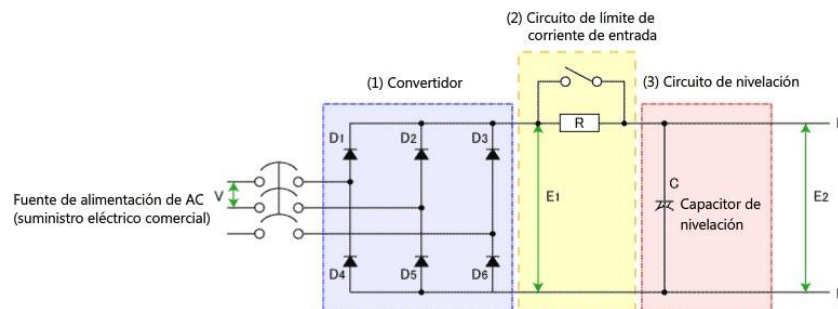 (2) Circuito de límite de
corriente de entrada
(1) Convertidor
(3) Circuito de nivelación
D1
D2
D3
R
Fuente de alimentación de AC
(suministro eléctrico comercial)
V
E1
C
Capacitor de
nivelación
E2
D4
D5
D6